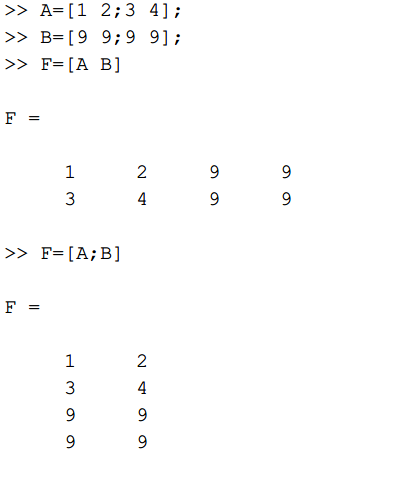 >> A=[1 2;3 4];
>> B=[9 9;9 9];
>> F=[A B]
F =
1 2 9 9
3 4 9 9
>> F=[A;B]
F =
1 2
3 4
9 9
9 9